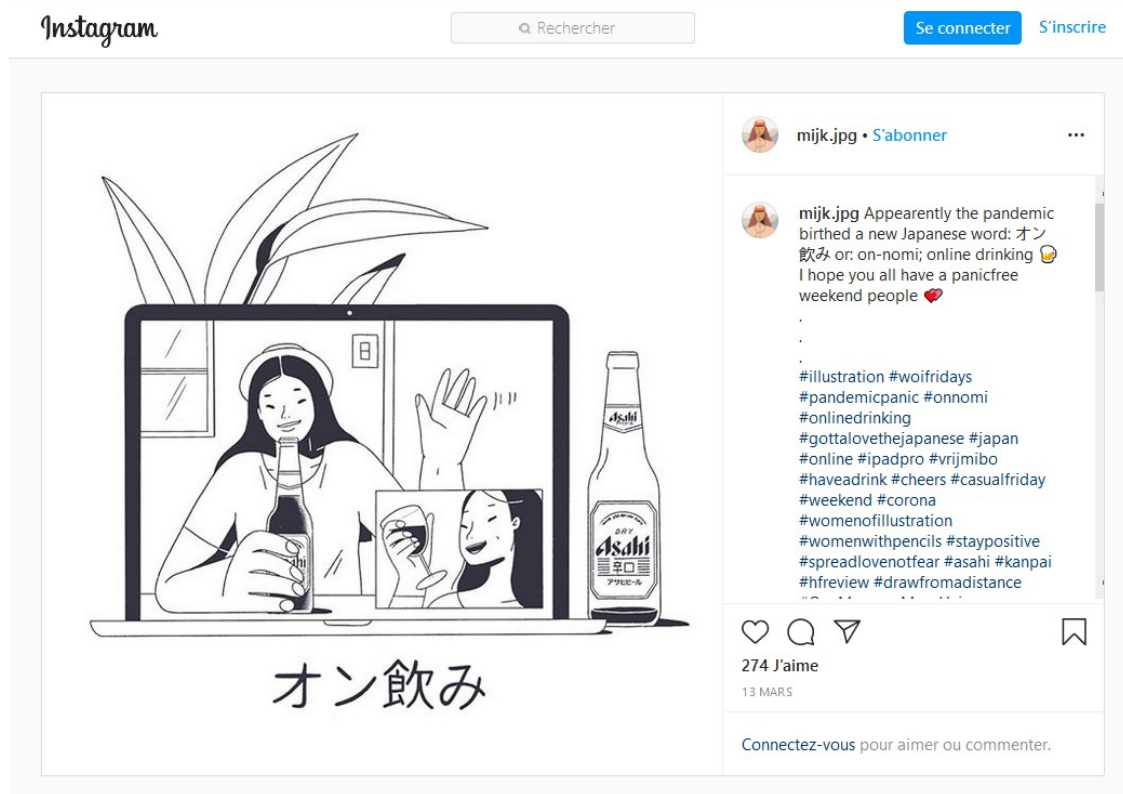 Instagram
Rechercher
Se connecter
S'inscrire
Asahi
DRY
Asahi
辛口
アサヒビール
オン飲み
mijk.jpg • S'abonner
mijk.jpg Appearently the pandemic
birthed a new Japanese word: オン
飲み or: on-nomi; online drinking 🍺
I hope you all have a panicfree
weekend people 💕
.
.
.
#illustration #woifridays
#pandemicpanic #onnomi
#onlinedrinking
#gottalovethejapanese #japan
#online #ipadpro #vrijmibo
#haveadrink #cheers #casualfriday
#weekend #corona
#womenofillustration
#womenwithpencils #staypositive
#spreadlovenotfear #asahi #kanpai
#hfreview #drawfromadistance
274 J'aime
13 MARS
Connectez-vous pour aimer ou commenter.